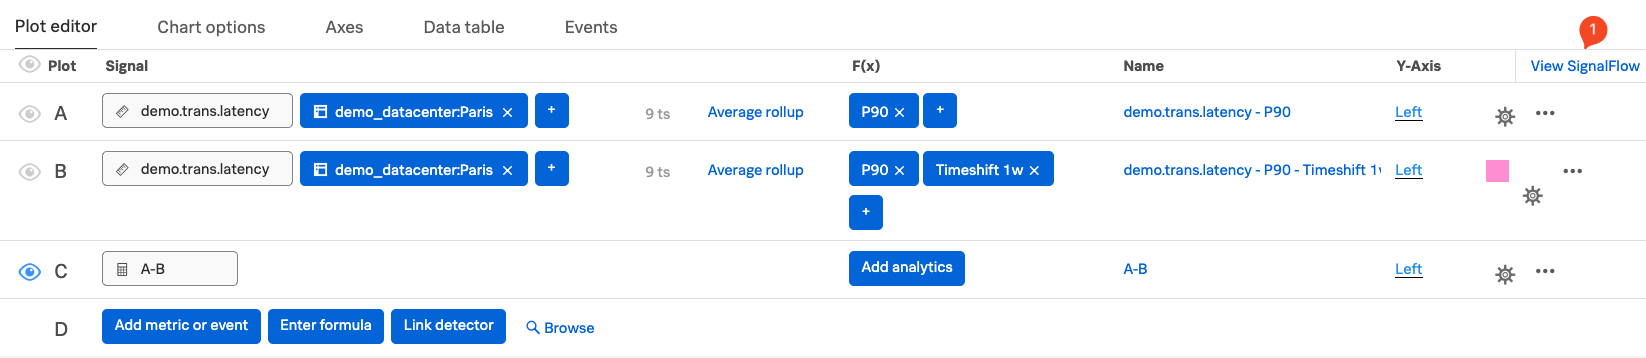 Plot editor Chart options Axes Data table Events
1
Plot Signal F(x) Name Y-Axis View SignalFlow
A demo.trans.latency demo_datacenter:Paris × + 9 ts Average rollup P90 × + demo.trans.latency - P90 Left
B demo.trans.latency demo_datacenter:Paris × + 9 ts Average rollup P90 × Timeshift 1w × demo.trans.latency - P90 - Timeshift 1 Left
+
C A-B Add analytics A-B Left
D Add metric or event Enter formula Link detector Browse